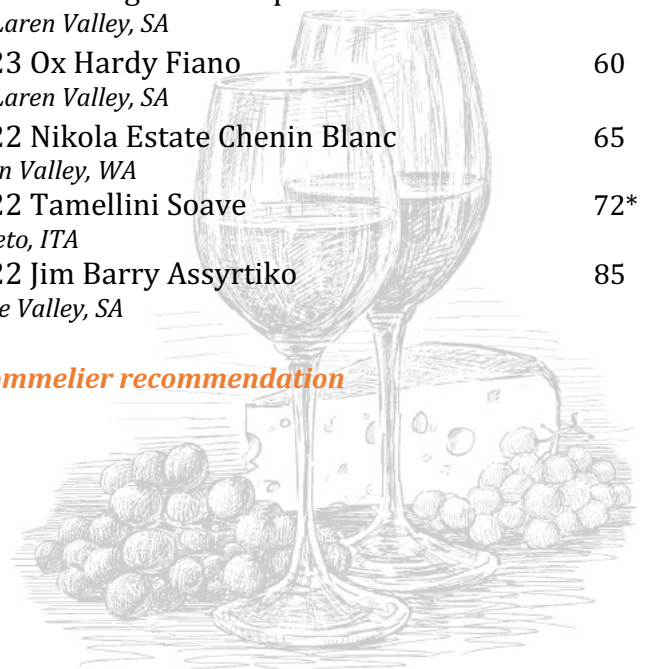 Laren Valley, SA
23 Ox Hardy Fiano 60
Laren Valley, SA
22 Nikola Estate Chenin Blanc 65
n Valley, WA
22 Tamellini Soave 72*
eto, ITA
22 Jim Barry Assyrtiko 85
e Valley, SA
ommelier recommendation